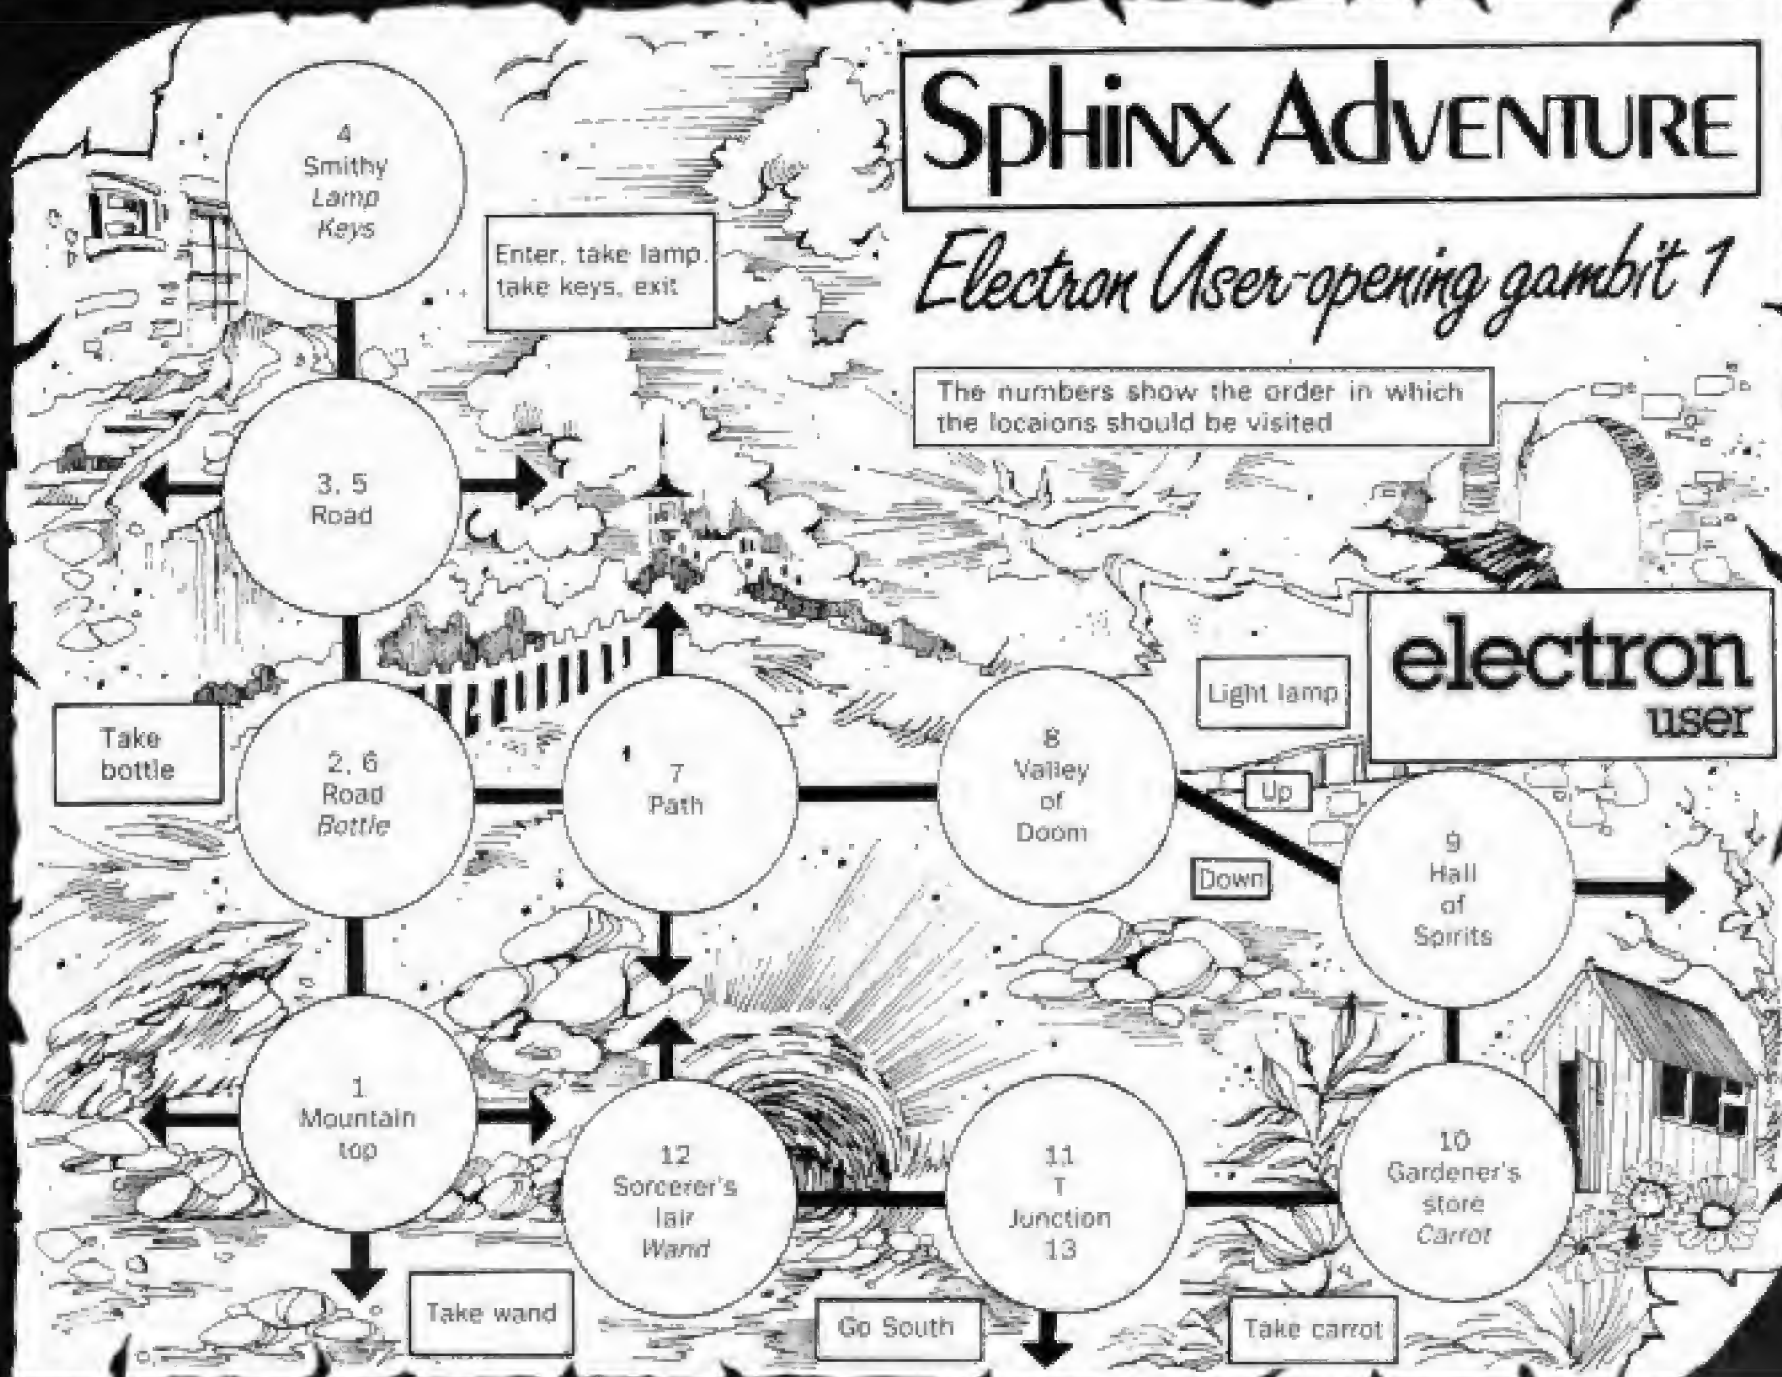 Sphinx Adventure
Electron User-opening gambit 1
The numbers show the order in which
the locaions should be visited
4
Smithy
Lamp
Keys
Enter, take lamp,
take keys, exit
3, 5
Road
electron
user
Light lamp
Take
bottle
2, 6
Road
Bottle
7
Path
8
Valley
of
Doom
Up
Down
9
Hall
of
Spirits
1
Mountain
top
12
Sorcerer's
lair
Wand
11
T
Junction
13
10
Gardener's
store
Carrot
Take wand
Go South
Take carrot